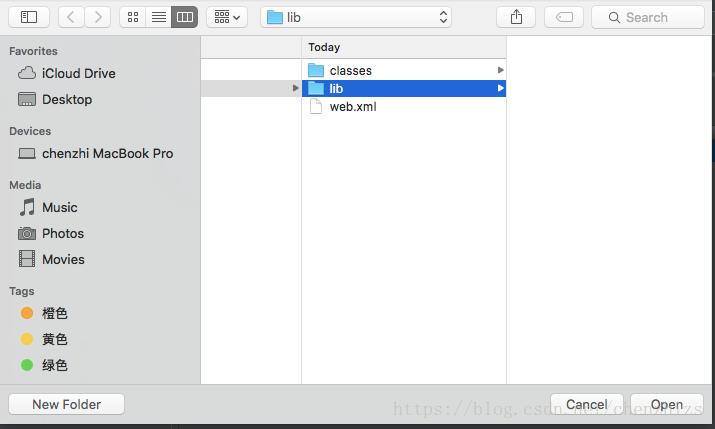 lib
Search
Favorites
iCloud Drive
Desktop
Devices
chenzhi MacBook Pro
Media
Music
Photos
Movies
Tags
橙色
黄色
绿色
Today
classes
lib
web.xml
New Folder
Cancel
Open
https://blog.csdn.net/chenzhizs